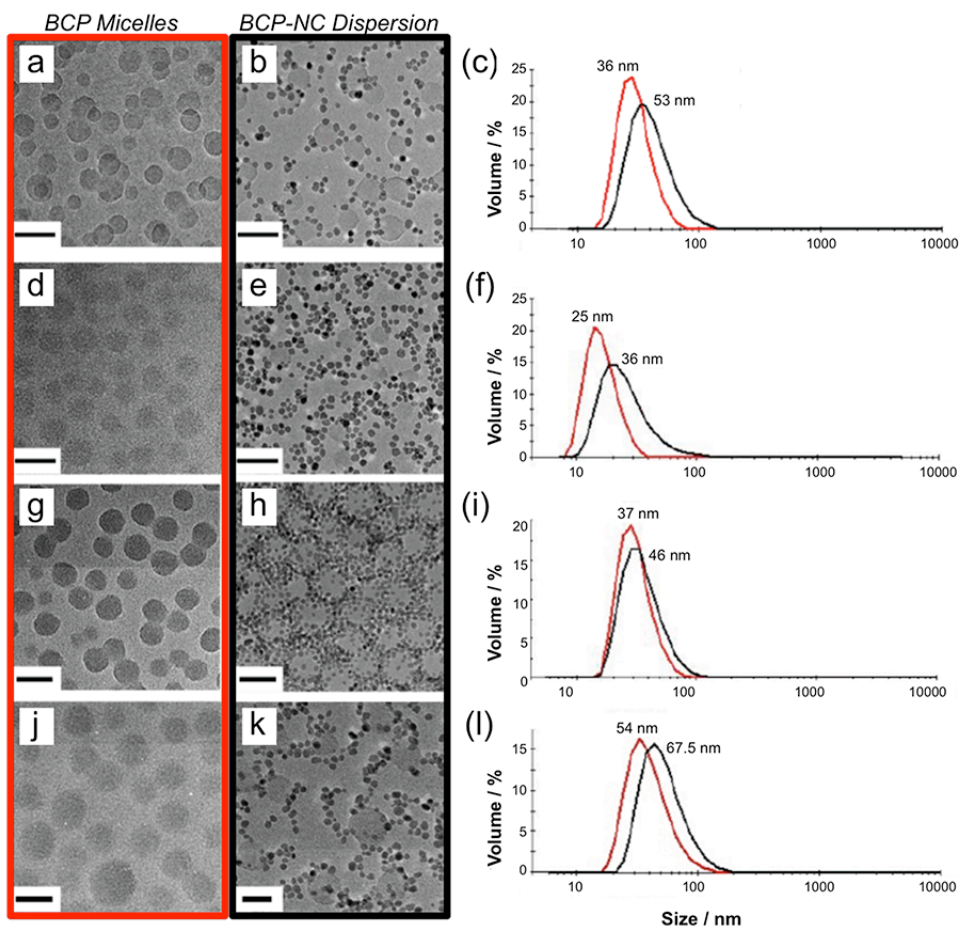 BCP Micelles
BCP-NC Dispersion
a
b
(c)
25
20
15
10
5
0
Volume / %
36 nm
53 nm
10
100
1000
10000
d
e
(f)
25
20
15
10
5
0
Volume / %
25 nm
36 nm
10
100
1000
10000
g
h
(i)
20
15
10
5
0
Volume / %
37 nm
46 nm
10
100
1000
10000
j
k
(l)
15
10
5
0
Volume / %
54 nm
67.5 nm
10
100
1000
10000
Size / nm